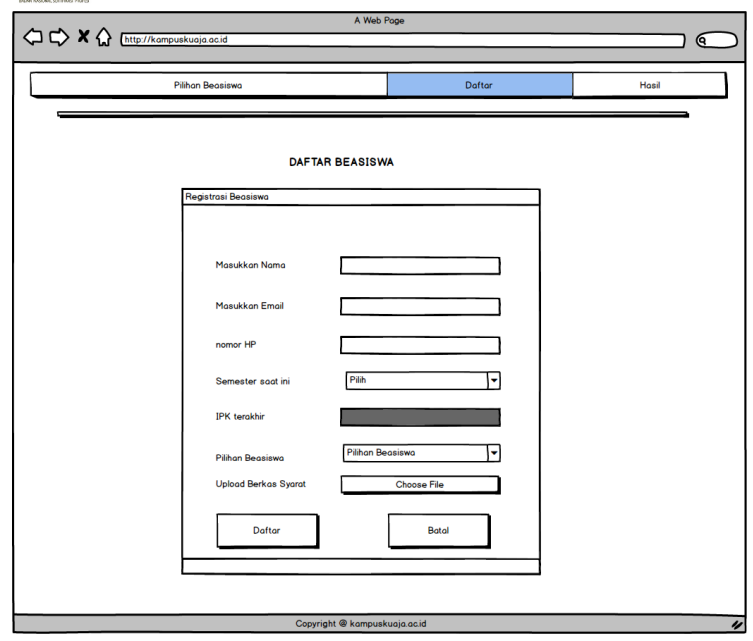 A Web Page
http://kampuskuaja.ac.id
Pilihan Beasiswa Daftar Hasil
DAFTAR BEASISWA
Registrasi Beasiswa
Masukkan Nama
Masukkan Email
nomor HP
Semester saat ini Pilih
IPK terakhir
Pilihan Beasiswa Pilihan Beasiswa
Upload Berkas Syarat Choose File
Daftar Batal
Copyright @ kampuskuaja.ac.id